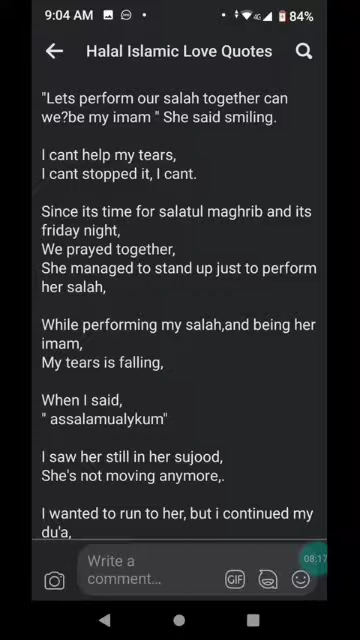 9:04 AM
4G
84%
Halal Islamic Love Quotes
"Lets perform our salah together can
we?be my imam " She said smiling.
I cant help my tears,
I cant stopped it, I cant.
Since its time for salatul maghrib and its
friday night,
We prayed together,
She managed to stand up just to perform
her salah,
While performing my salah,and being her
imam,
My tears is falling,
When I said,
" assalamualykum"
I saw her still in her sujood,
She's not moving anymore,.
I wanted to run to her, but i continued my
du'a,
Write a
comment...
GIF
08:17